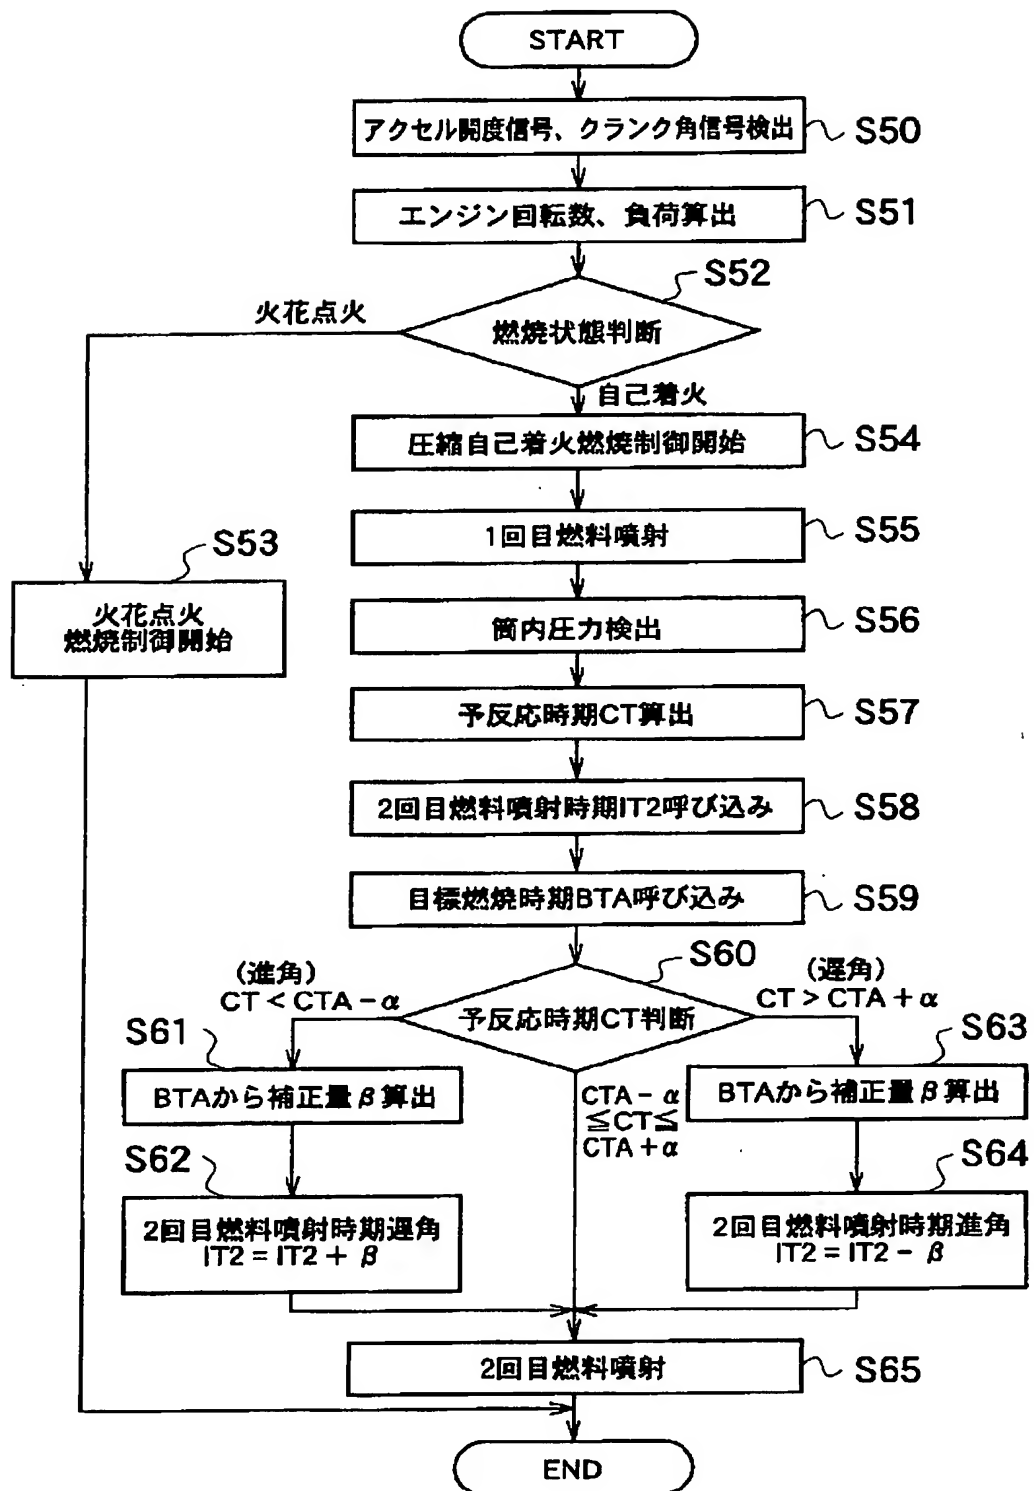 START
アクセル開度信号、クランク角信号検出
S50
エンジン回転数、負荷算出
S51
S52
火花点火
燃焼状態判断
自己着火
圧縮自己着火燃焼制御開始
S54
1回目燃料噴射
S55
S53
火花点火
燃焼制御開始
筒内圧力検出
S56
予反応時期CT算出
S57
2回目燃料噴射時期IT2呼び込み
S58
目標燃焼時期BTA呼び込み
S59
S60
(進角)
CT < CTA - α
(遅角)
CT > CTA + α
予反応時期CT判断
S61
S63
BTAから補正量β算出
CTA - α
≦CT≦
CTA + α
BTAから補正量β算出
S62
S64
2回目燃料噴射時期遅角
IT2 = IT2 + β
2回目燃料噴射時期進角
IT2 = IT2 - β
2回目燃料噴射
S65
END